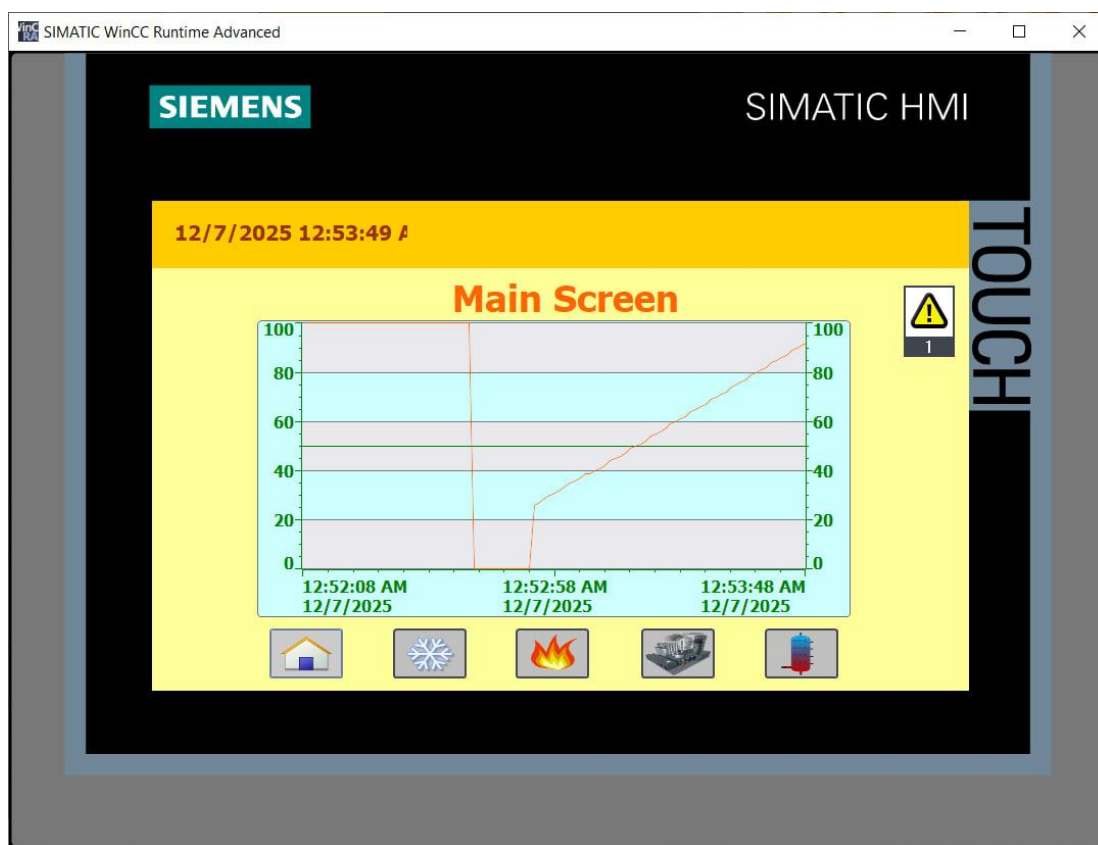 SIMATIC WinCC Runtime Advanced
SIEMENS
SIMATIC HMI
TOUCH
12/7/2025 12:53:49
Main Screen
1
100 100
80 80
60 60
40 40
20 20
0 0
12:52:08 AM 12:52:58 AM 12:53:48 AM
12/7/2025 12/7/2025 12/7/2025